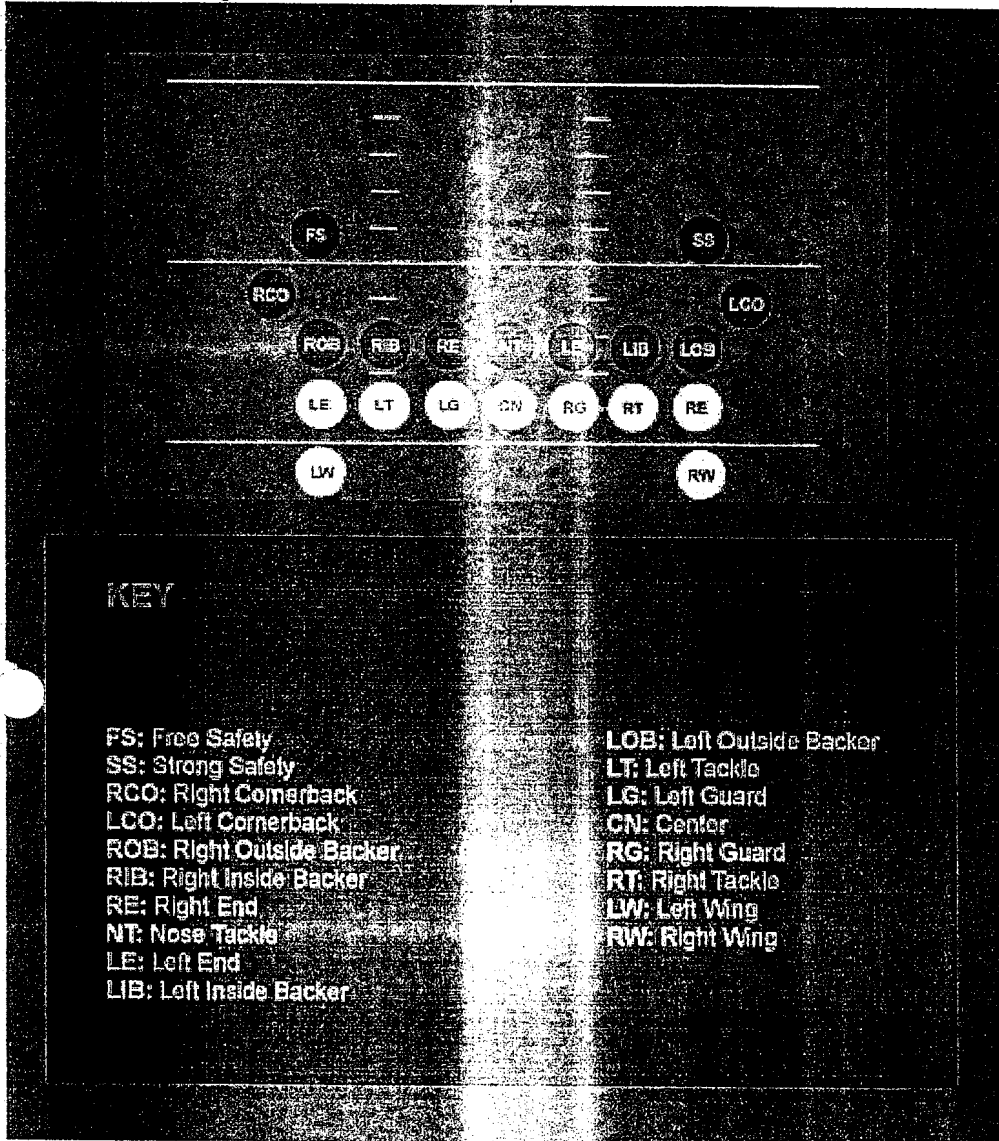 FS SS
RCO LCO
ROB RIB RE NT LE LIB LOB
LE LT LG CN RG RT RE
LW RW
KEY
FS: Free Safety
SS: Strong Safety
RCO: Right Cornerback
LCO: Left Cornerback
ROB: Right Outside Backer
RIB: Right Inside Backer
RE: Right End
NT: Nose Tackle
LE: Left End
LIB: Left Inside Backer
LOB: Left Outside Backer
LT: Left Tackle
LG: Left Guard
CN: Center
RG: Right Guard
RT: Right Tackle
LW: Left Wing
RW: Right Wing